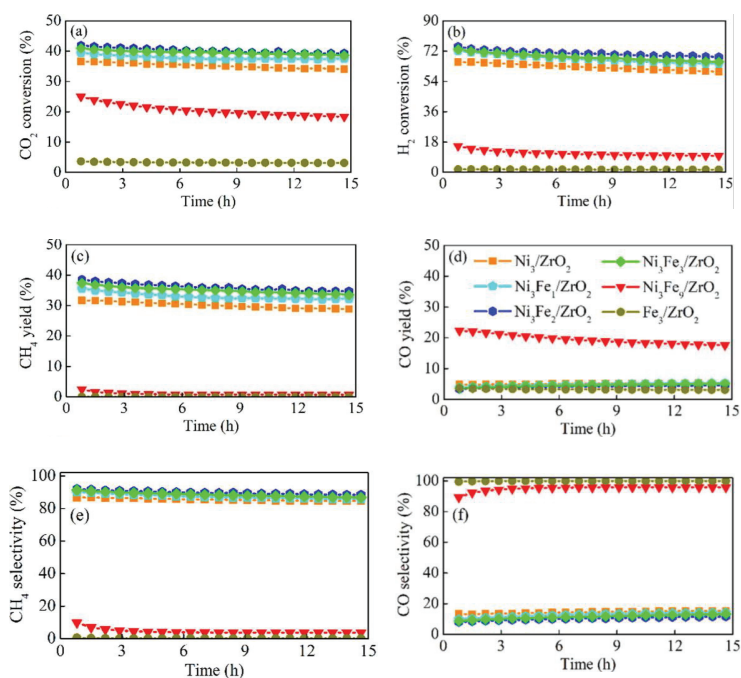 (a)
CO2 conversion (%)
50
40
30
20
10
0
0 3 6 9 12 15
Time (h)
(b)
H2 conversion (%)
90
72
54
36
18
0
0 3 6 9 12 15
Time (h)
(c)
CH4 yield (%)
50
40
30
20
10
0
0 3 6 9 12 15
Time (h)
(d)
CO yield (%)
50
40
30
20
10
0
Ni3/ZrO2
Ni3Fe1/ZrO2
Ni3Fe2/ZrO2
Ni3Fe3/ZrO2
Ni3Fe9/ZrO2
Fe3/ZrO2
0 3 6 9 12 15
Time (h)
(e)
CH4 selectivity (%)
100
80
60
40
20
0
0 3 6 9 12 15
Time (h)
(f)
CO selectivity (%)
100
80
60
40
20
0
0 3 6 9 12 15
Time (h)